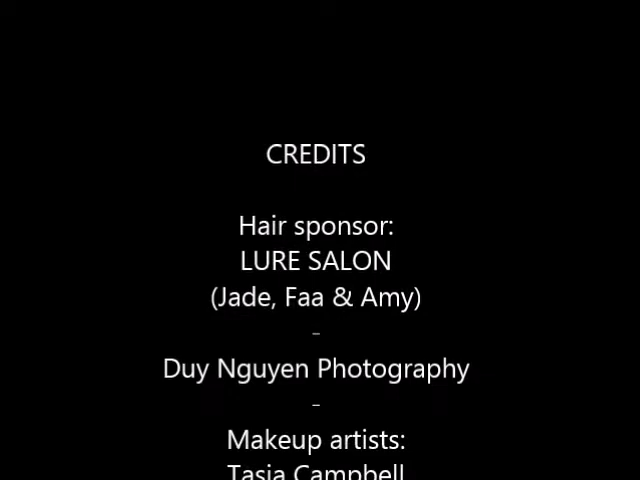 CREDITS
Hair sponsor:
LURE SALON
(Jade, Faa & Amy)
-
Duy Nguyen Photography
-
Makeup artists:
Tasia Campbell